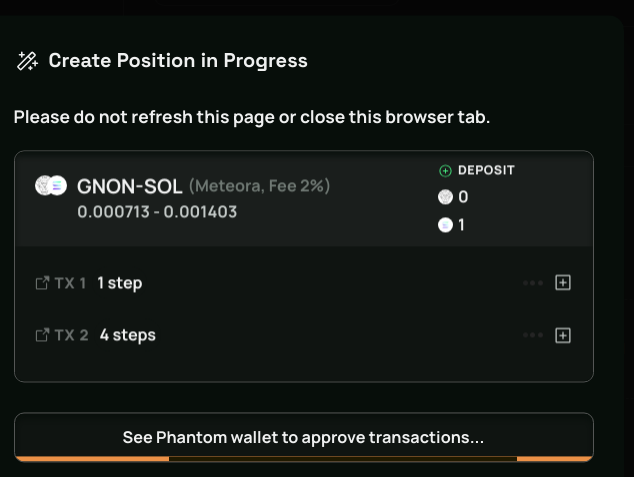 Create Position in Progress
Please do not refresh this page or close this browser tab.
GNON-SOL (Meteora, Fee 2%)
0.000713 - 0.001403
DEPOSIT
0
1
TX 1 1 step
TX 2 4 steps
See Phantom wallet to approve transactions...